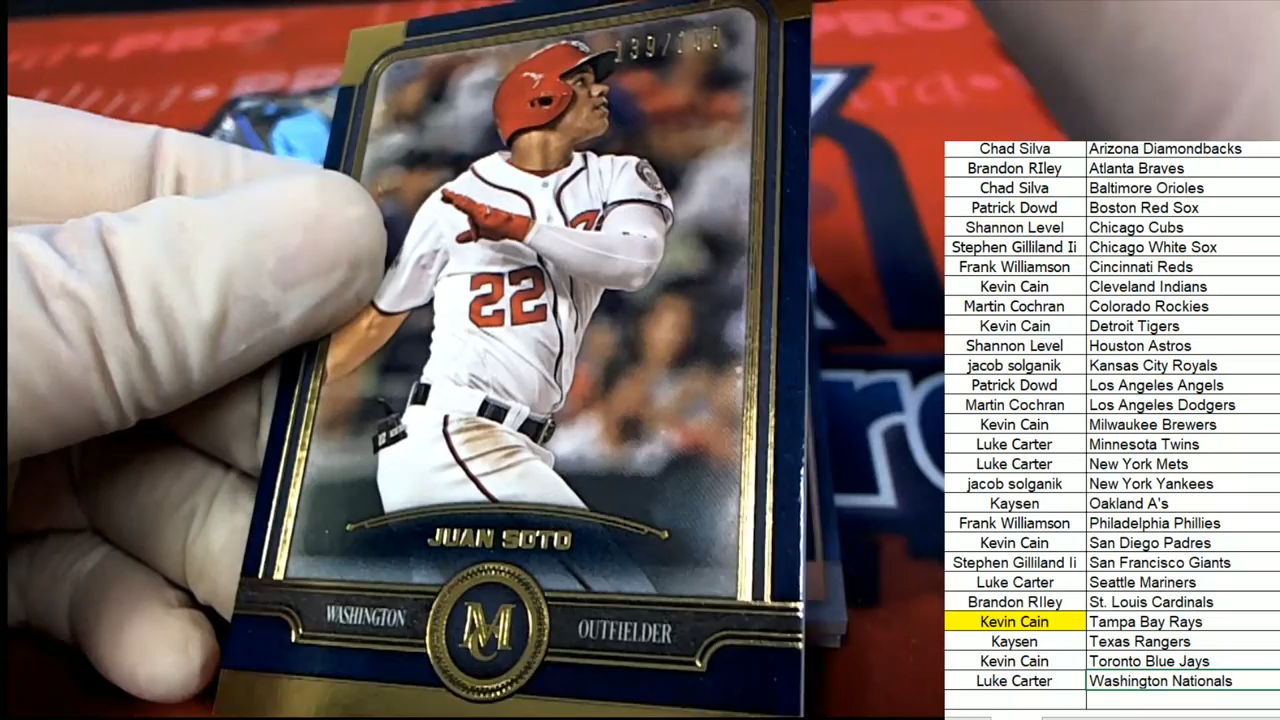 22
JUAN SOTO
WASHINGTON
MC
OUTFIELDER
PRO
Chad Silva Arizona Diamondbacks
Brandon RIley Atlanta Braves
Chad Silva Baltimore Orioles
Patrick Dowd Boston Red Sox
Shannon Level Chicago Cubs
Stephen Gilliland Ii Chicago White Sox
Frank Williamson Cincinnati Reds
Kevin Cain Cleveland Indians
Martin Cochran Colorado Rockies
Kevin Cain Detroit Tigers
Shannon Level Houston Astros
jacob solganik Kansas City Royals
Patrick Dowd Los Angeles Angels
Martin Cochran Los Angeles Dodgers
Kevin Cain Milwaukee Brewers
Luke Carter Minnesota Twins
Luke Carter New York Mets
jacob solganik New York Yankees
Kaysen Oakland A's
Frank Williamson Philadelphia Phillies
Kevin Cain San Diego Padres
Stephen Gilliland Ii San Francisco Giants
Luke Carter Seattle Mariners
Brandon RIley St. Louis Cardinals
Kevin Cain Tampa Bay Rays
Kaysen Texas Rangers
Kevin Cain Toronto Blue Jays
Luke Carter Washington Nationals